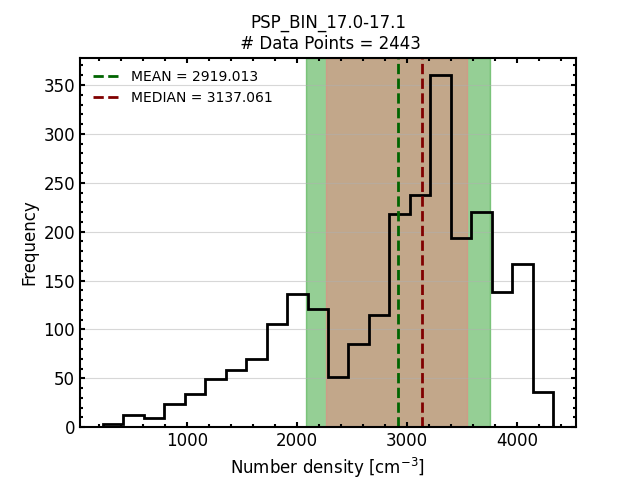 PSP_BIN_17.0-17.1
# Data Points = 2443
MEAN = 2919.013
MEDIAN = 3137.061
Frequency
350
300
250
200
150
100
50
0
1000 2000 3000 4000
Number density [cm⁻³]